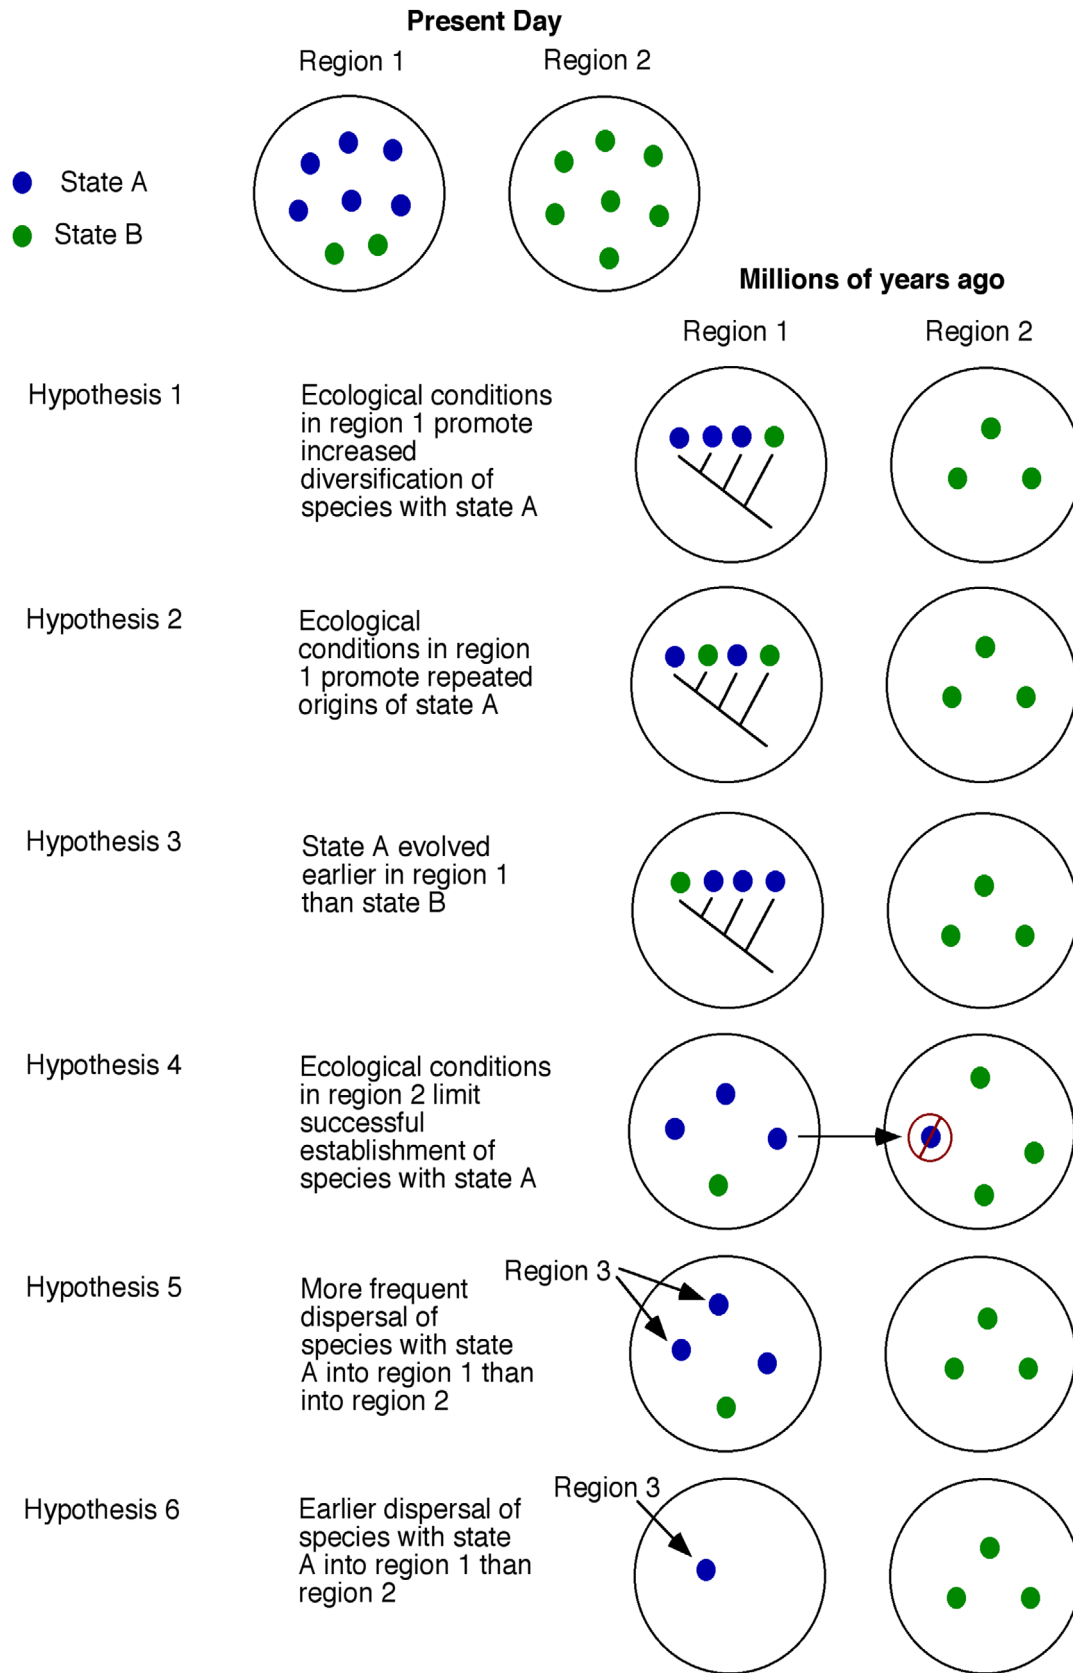 Present Day
Region 1
Region 2
State A
State B
Millions of years ago
Region 1
Region 2
Hypothesis 1
Ecological conditions
in region 1 promote
increased
diversification of
species with state A
Hypothesis 2
Ecological
conditions in region
1 promote repeated
origins of state A
Hypothesis 3
State A evolved
earlier in region 1
than state B
Hypothesis 4
Ecological conditions
in region 2 limit
successful
establishment of
species with state A
Hypothesis 5
More frequent
dispersal of
species with state
A into region 1 than
into region 2
Region 3
Hypothesis 6
Earlier dispersal of
species with state
A into region 1 than
region 2
Region 3